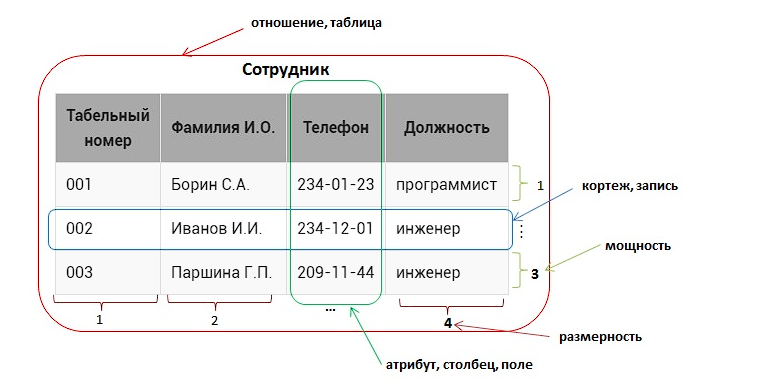 отношение, таблица
Сотрудник
Табельный номер Фамилия И.О. Телефон Должность
001 Борин С.А. 234-01-23 программист 1
кортеж, запись
002 Иванов И.И. 234-12-01 инженер ...
мощность
003 Паршина Г.П. 209-11-44 инженер 3
1 2 ... 4
размерность
атрибут, столбец, поле